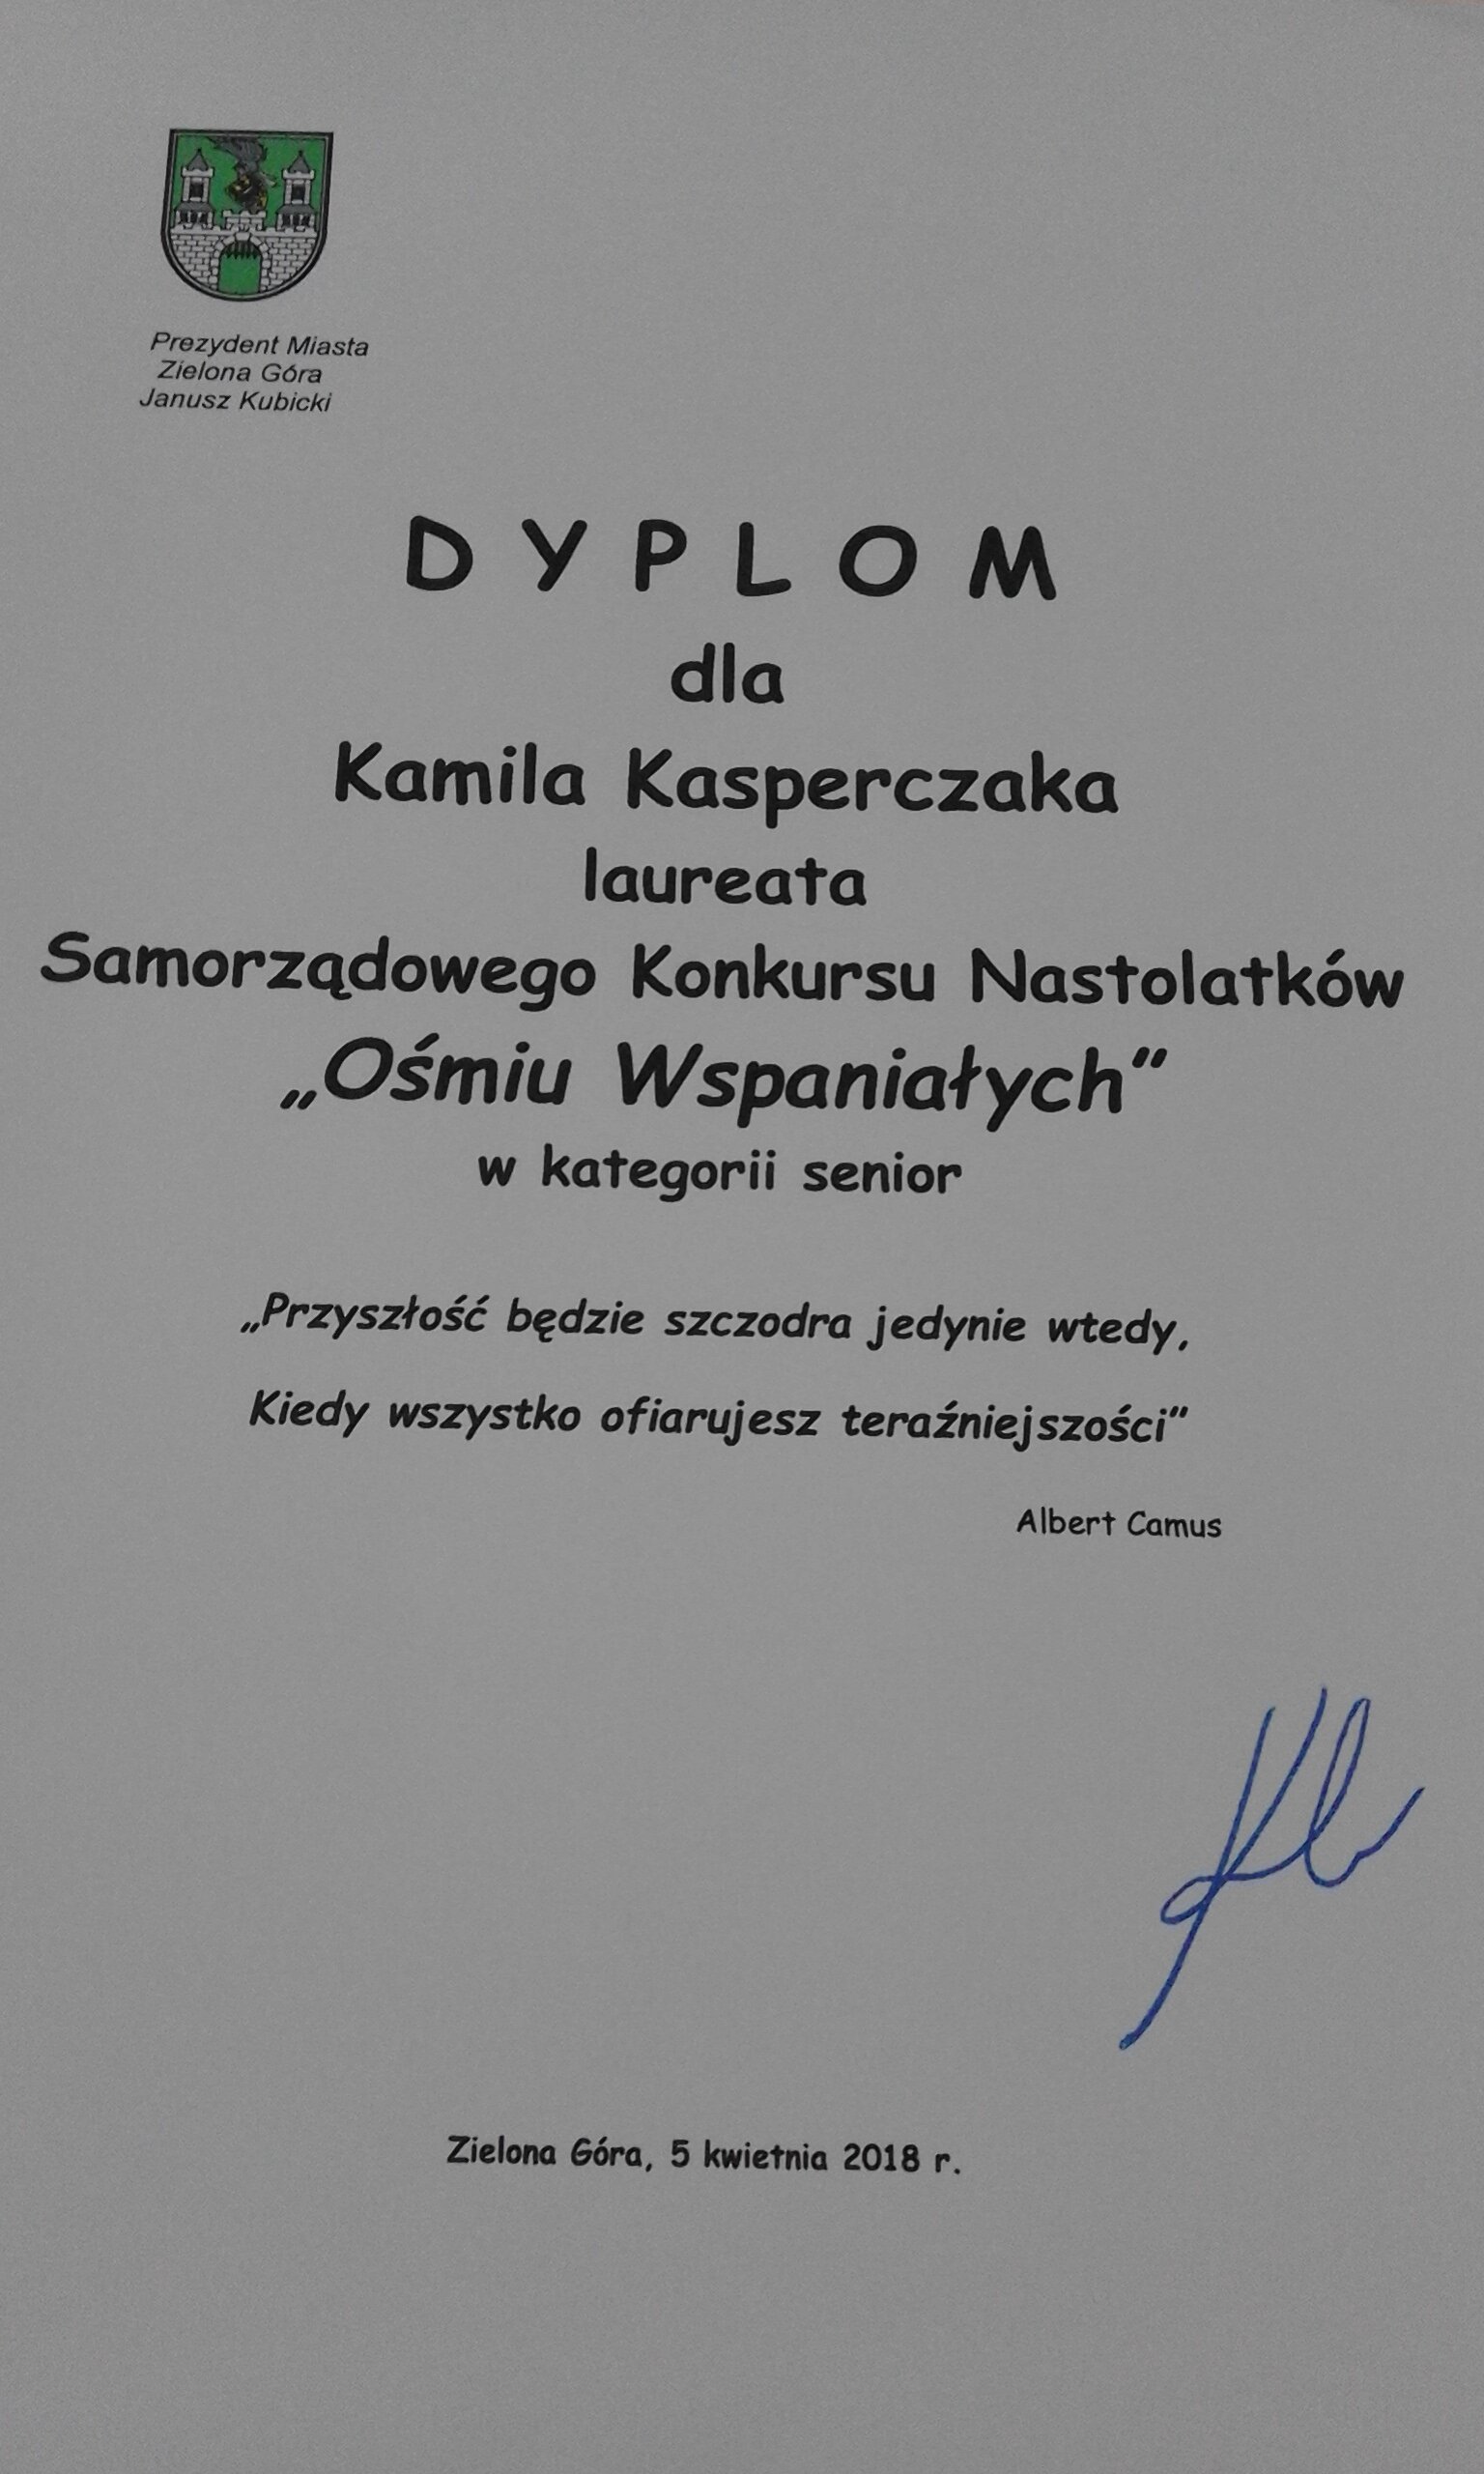 Prezydent Miasta
Zielona Góra
Janusz Kubicki
DYPLOM
dla
Kamila Kasperczaka
laureata
Samorządowego Konkursu Nastolatków
„Ośmiu Wspaniałych”
w kategorii senior
„Przyszłość będzie szczodra jedynie wtedy,
Kiedy wszystko ofiarujesz teraźniejszości”
Albert Camus
Zielona Góra, 5 kwietnia 2018 r.